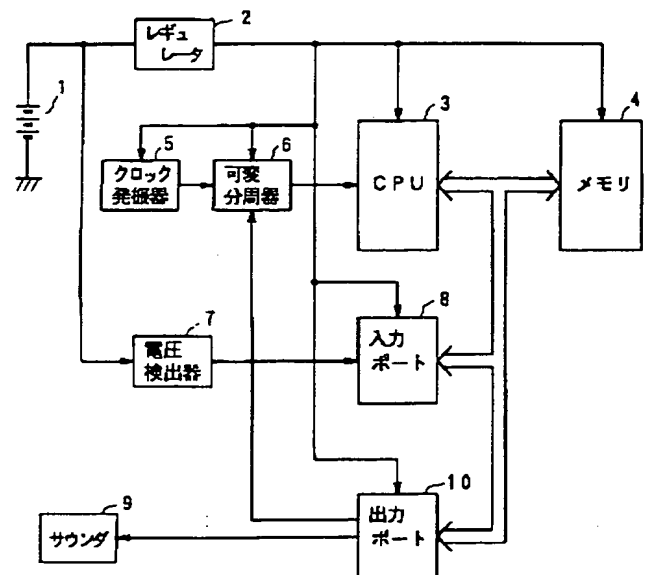 2
レギュ
レータ
1
3
4
5
6
クロック
発振器
可変
分周器
CPU
メモリ
7
8
電圧
検出器
入力
ポート
9
10
サウンダ
出力
ポート